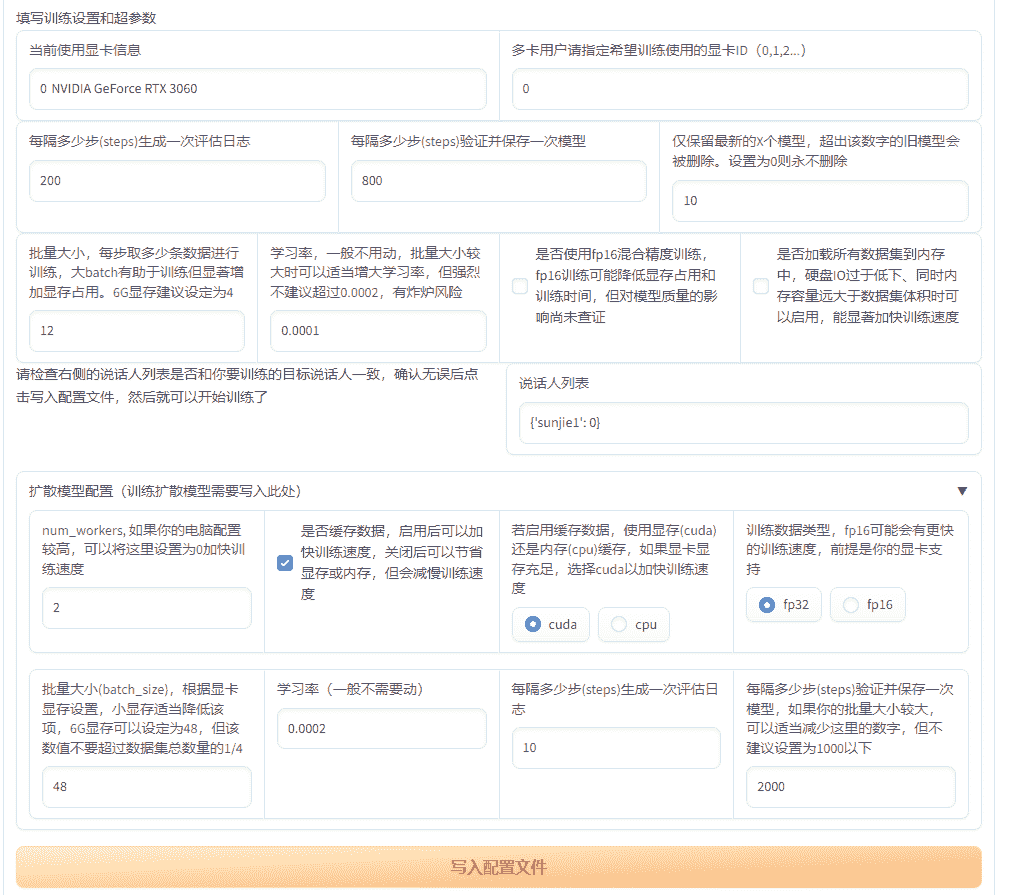 填写训练设置和超参数
当前使用显卡信息
0 NVIDIA GeForce RTX 3060
多卡用户请指定希望训练使用的显卡ID（0,1,2...）
0
每隔多少步(steps)生成一次评估日志
200
每隔多少步(steps)验证并保存一次模型
800
仅保留最新的X个模型，超出该数字的旧模型会
被删除。设置为0则永不删除
10
批量大小，每步取多少条数据进行
训练，大batch有助于训练但显著增
加显存占用。6G显存建议设定为4
12
学习率，一般不用动，批量大小较
大时可以适当增大学习率，但强烈
不建议超过0.0002，有炸炉风险
0.0001
是否使用fp16混合精度训练，
fp16训练可能降低显存占用和
训练时间，但对模型质量的影
响尚未查证
是否加载所有数据集到内存
中，硬盘IO过于低下、同时内
存容量远大于数据集体积时可
以启用，能显著加快训练速度
请检查右侧的说话人列表是否和你要训练的目标说话人一致，确认无误后点
击写入配置文件，然后就可以开始训练了
说话人列表
{'sunjie1': 0}
扩散模型配置（训练扩散模型需要写入此处）
▼
num_workers, 如果你的电脑配置
较高，可以将这里设置为0加快训
练速度
2
是否缓存数据，启用后可以加
快训练速度，关闭后可以节省
显存或内存，但会减慢训练速
度
若启用缓存数据，使用显存(cuda)
还是内存(cpu)缓存，如果显卡显
存充足，选择cuda以加快训练速
度
cuda
cpu
训练数据类型，fp16可能会有更快
的训练速度，前提是你的显卡支
持
fp32
fp16
批量大小(batch_size)，根据显卡
显存设置，小显存适当降低该
项，6G显存可以设定为48，但该
数值不要超过数据集总数量的1/4
48
学习率（一般不需要动）
0.0002
每隔多少步(steps)生成一次评估日
志
10
每隔多少步(steps)验证并保存一次
模型，如果你的批量大小较大，
可以适当减少这里的数字，但不
建议设置为1000以下
2000
写入配置文件